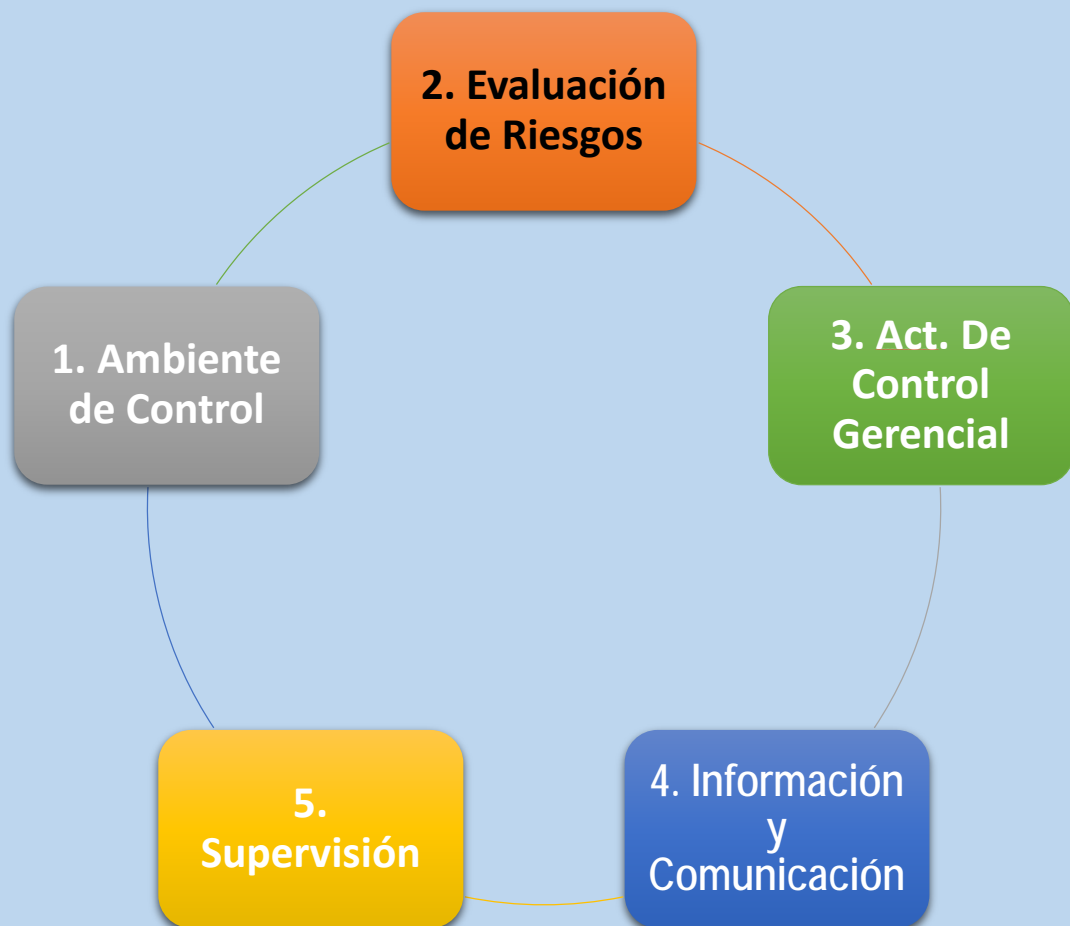 2. Evaluación
de Riesgos
1. Ambiente
de Control
3. Act. De
Control
Gerencial
5.
Supervisión
4. Información
y
Comunicación